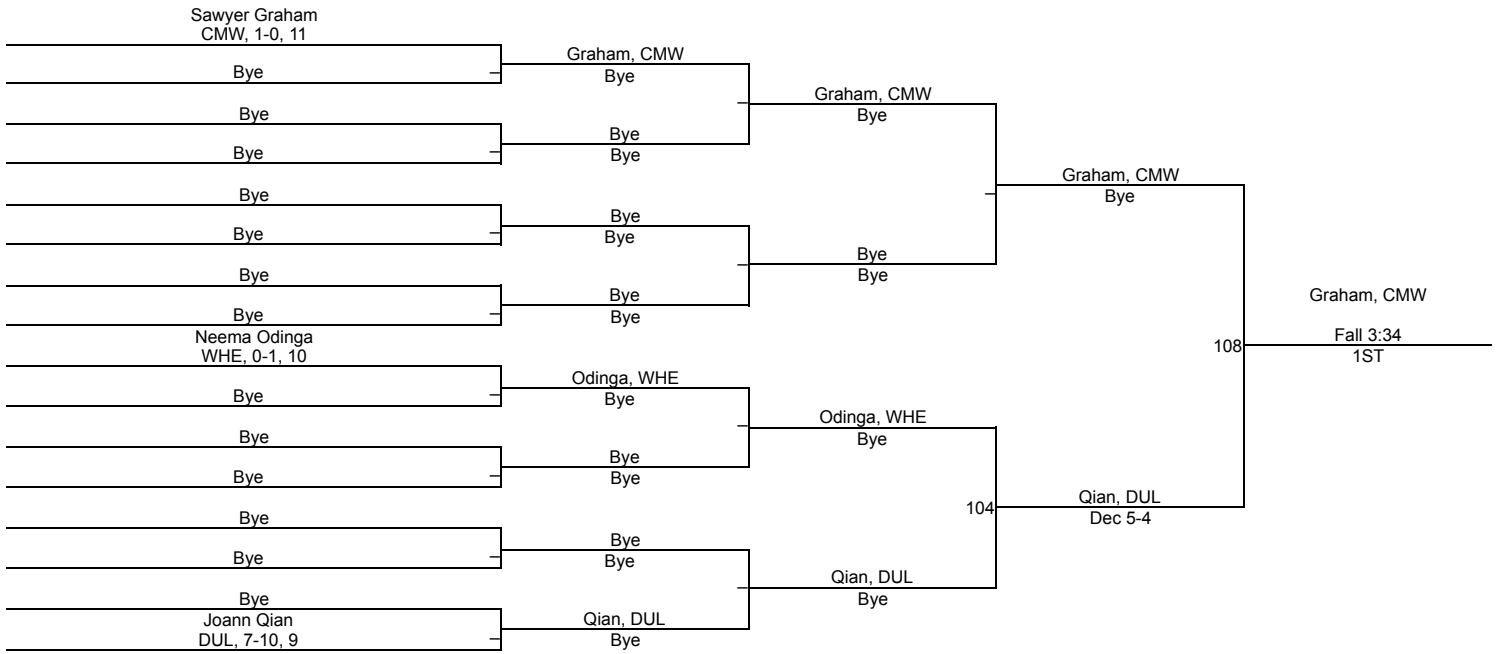 Sawyer Graham
CMW, 1-0, 11
Bye
Bye
Bye
Bye
Bye
Bye
Bye
Neema Odinga
WHE, 0-1, 10
Bye
Bye
Bye
Bye
Bye
Bye
Joann Qian
DUL, 7-10, 9
Graham, CMW
Bye
Bye
Bye
Bye
Bye
Bye
Bye
Odinga, WHE
Bye
Bye
Bye
Bye
Bye
Qian, DUL
Bye
Graham, CMW
Bye
Bye
Bye
Odinga, WHE
Bye
Qian, DUL
Bye
104
Graham, CMW
Bye
Qian, DUL
Dec 5-4
108
Graham, CMW
Fall 3:34
1ST